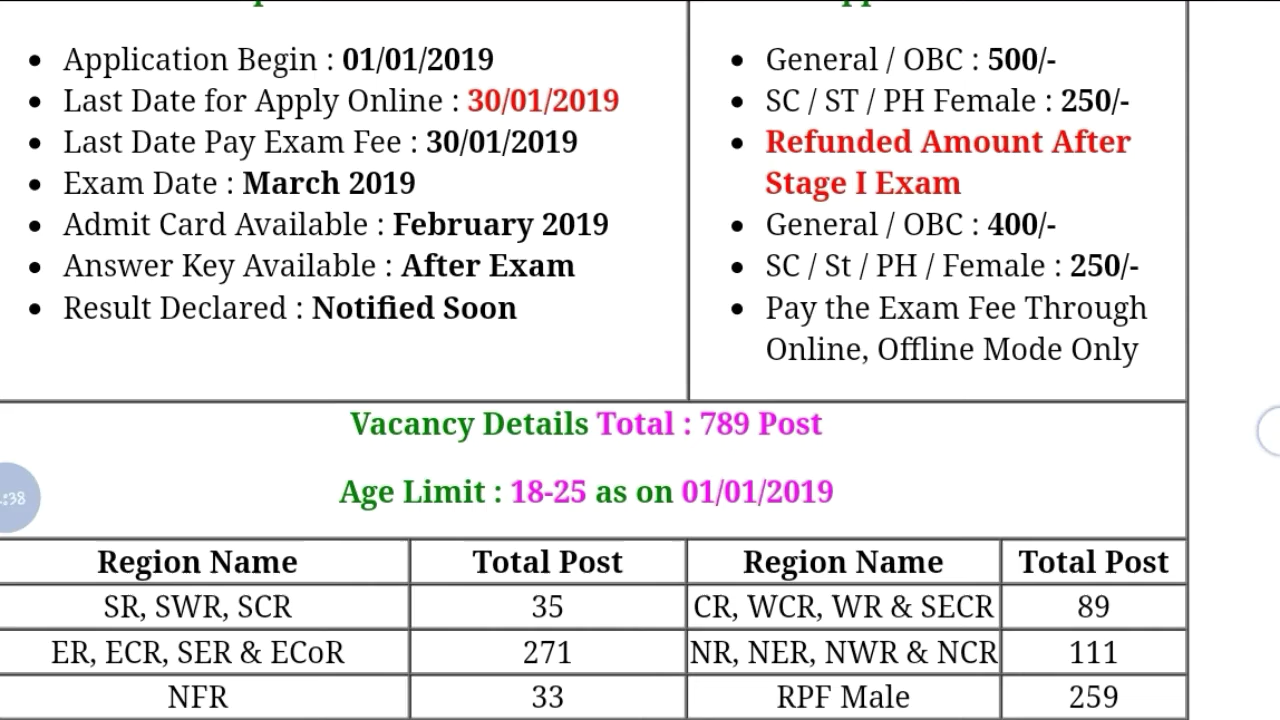 Application Begin : 01/01/2019
Last Date for Apply Online : 30/01/2019
Last Date Pay Exam Fee : 30/01/2019
Exam Date : March 2019
Admit Card Available : February 2019
Answer Key Available : After Exam
Result Declared : Notified Soon
General / OBC : 500/-
SC / ST / PH Female : 250/-
Refunded Amount After
Stage I Exam
General / OBC : 400/-
SC / St / PH / Female : 250/-
Pay the Exam Fee Through
Online, Offline Mode Only
Vacancy Details Total : 789 Post
Age Limit : 18-25 as on 01/01/2019
Region Name Total Post Region Name Total Post
SR, SWR, SCR 35 CR, WCR, WR & SECR 89
ER, ECR, SER & ECoR 271 NR, NER, NWR & NCR 111
NFR 33 RPF Male 259
:38